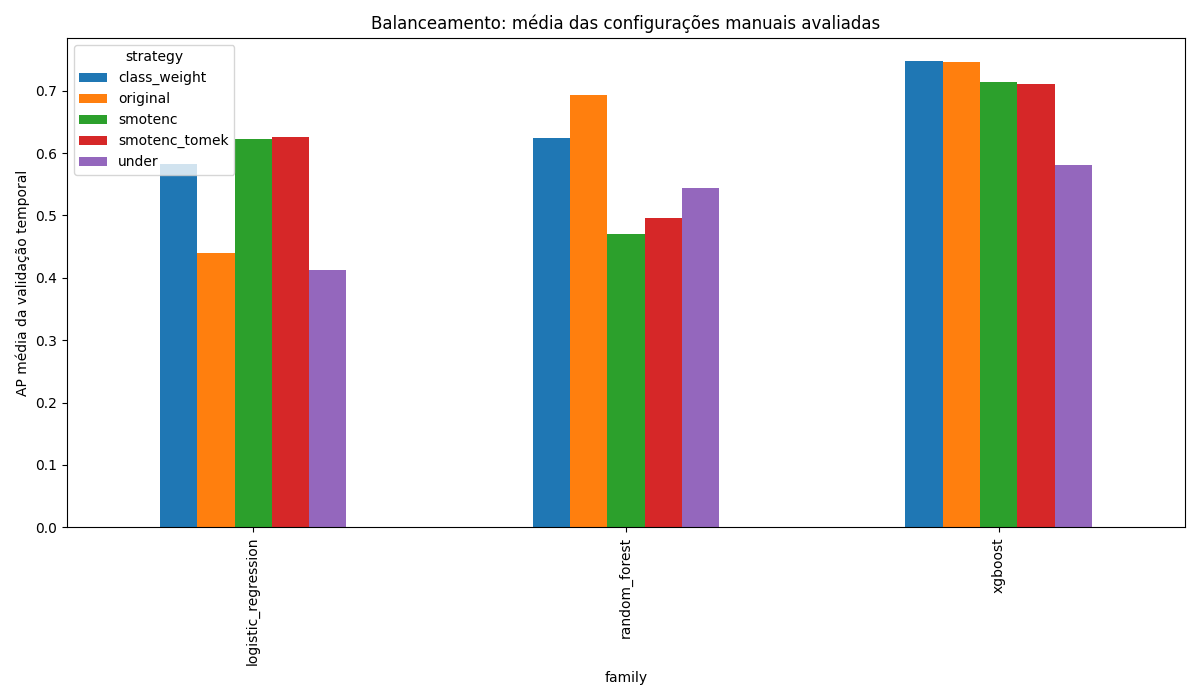 Balanceamento: média das configurações manuais avaliadas
strategy
class_weight
original
smotenc
smotenc_tomek
under
AP média da validação temporal
0.7
0.6
0.5
0.4
0.3
0.2
0.1
0.0
logistic_regression
random_forest
xgboost
family